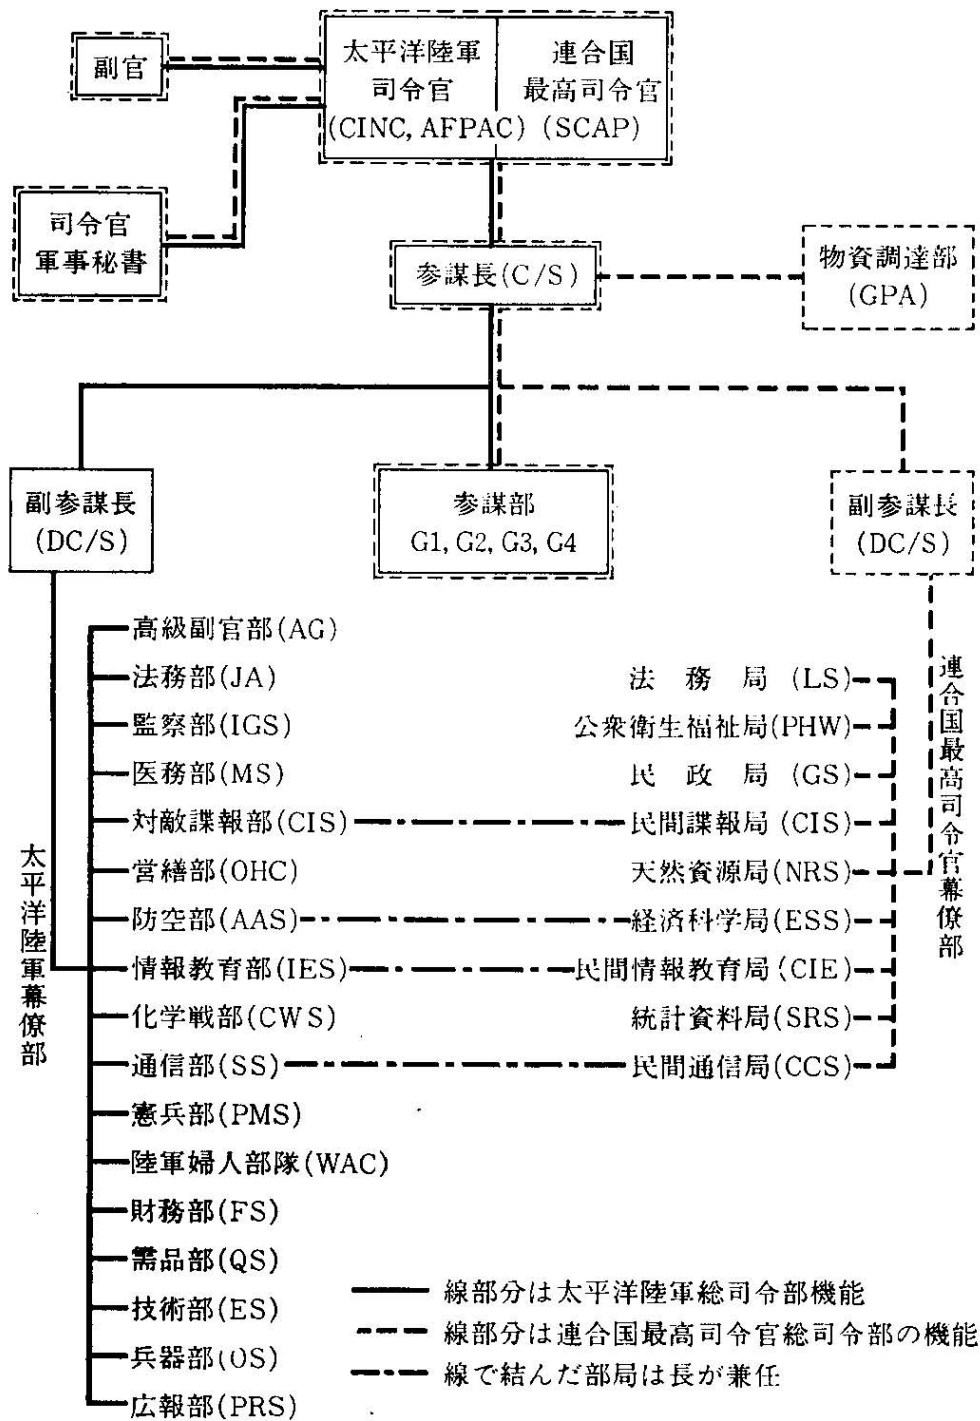 副官
太平洋陸軍
司令官
(CINC, AFPAC)
連合国
最高司令官
(SCAP)
司令官
軍事秘書
参謀長(C/S)
物資調達部
(GPA)
副参謀長
(DC/S)
参謀部
G1, G2, G3, G4
副参謀長
(DC/S)
太平洋陸軍幕僚部
高級副官部(AG)
法務部(JA)
監察部(IGS)
医務部(MS)
対敵諜報部(CIS)
営繕部(OHC)
防空部(AAS)
情報教育部(IES)
化学戦部(CWS)
通信部(SS)
憲兵部(PMS)
陸軍婦人部隊(WAC)
財務部(FS)
需品部(QS)
技術部(ES)
兵器部(OS)
広報部(PRS)
法務局(LS)
公衆衛生福祉局(PHW)
民政局(GS)
民間諜報局(CIS)
天然資源局(NRS)
経済科学局(ESS)
民間情報教育局(CIE)
統計資料局(SRS)
民間通信局(CCS)
連合国最高司令官幕僚部
線部分は太平洋陸軍総司令部機能
線部分は連合国最高司令官総司令部の機能
線で結んだ部局は長が兼任